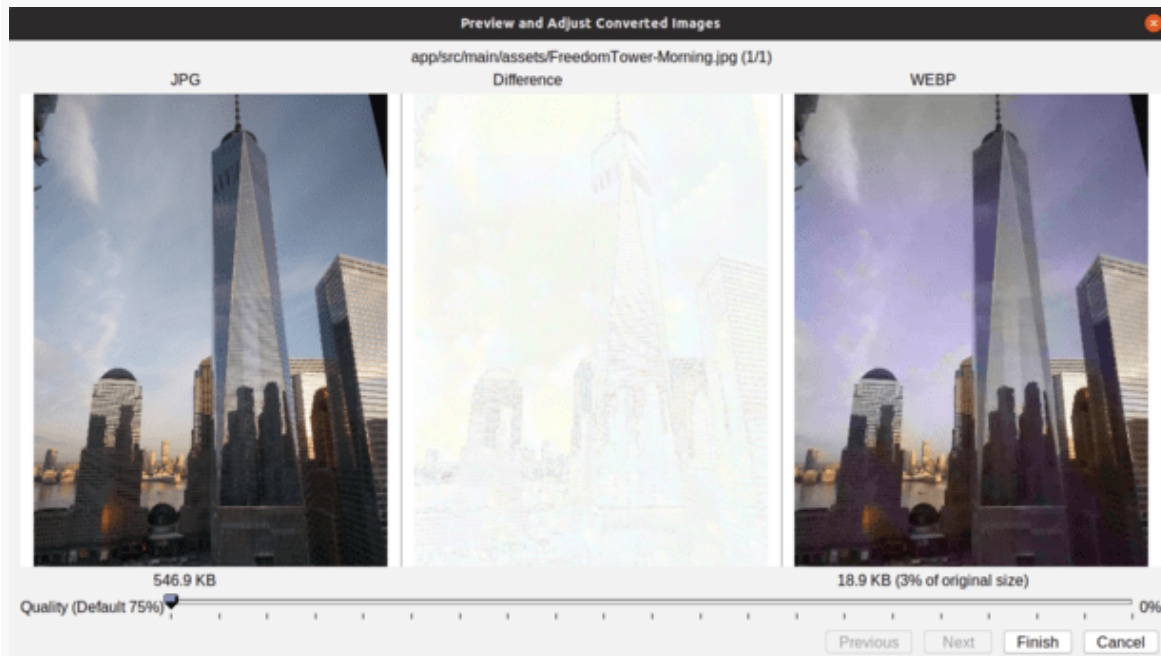 Preview and Adjust Converted Images
app/src/main/assets/FreedomTower-Morning.jpg (1/1)
JPG Difference WEBP
546.9 KB 18.9 KB (3% of original size)
Quality (Default 75%) 0%
Previous Next Finish Cancel